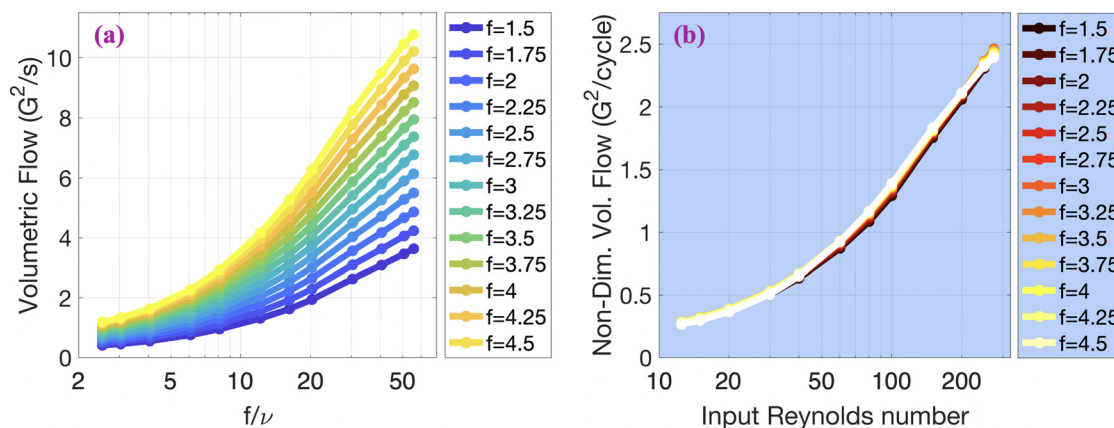 (a)
Volumetric Flow (G²/s)
10
8
6
4
2
0
2
5
10
20
50
f/ν
f=1.5
f=1.75
f=2
f=2.25
f=2.5
f=2.75
f=3
f=3.25
f=3.5
f=3.75
f=4
f=4.25
f=4.5
(b)
Non-Dim. Vol. Flow (G²/cycle)
2.5
2
1.5
1
0.5
0
10
20
50
100
200
Input Reynolds number
f=1.5
f=1.75
f=2
f=2.25
f=2.5
f=2.75
f=3
f=3.25
f=3.5
f=3.75
f=4
f=4.25
f=4.5